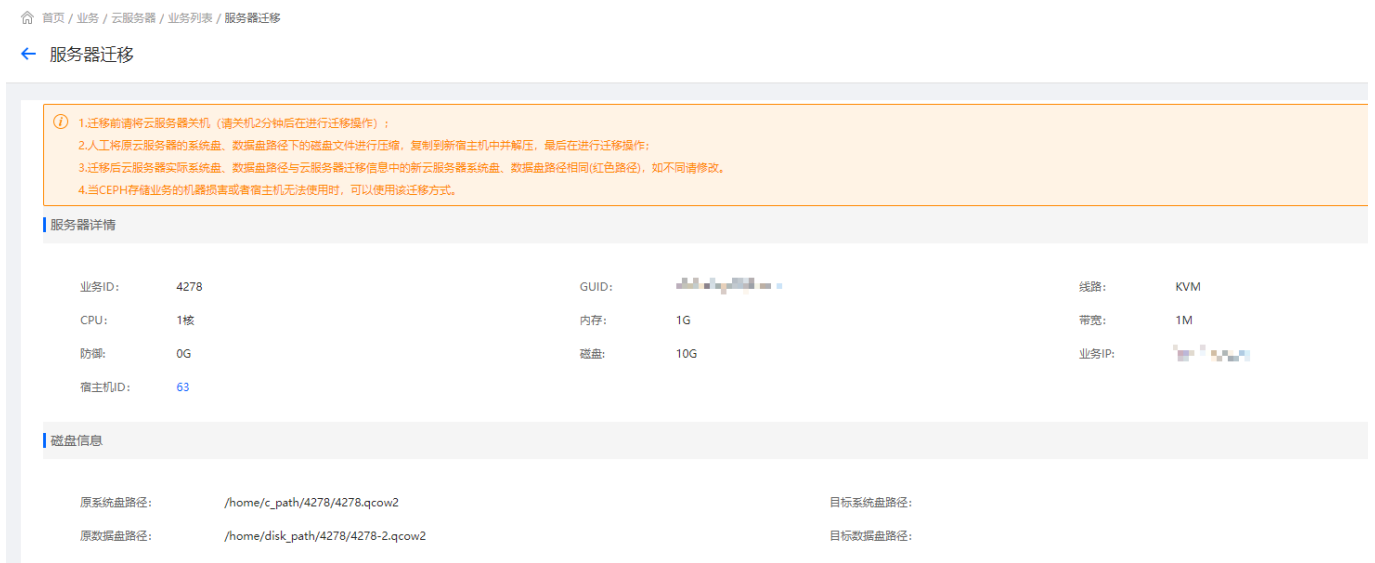 首页 / 业务 / 云服务器 / 业务列表 / 服务器迁移
服务器迁移
1.迁移前请将云服务器关机（请关机2分钟后在进行迁移操作）;
2.人工将原云服务器的系统盘、数据盘路径下的磁盘文件进行压缩，复制到新宿主机中并解压，最后在进行迁移操作;
3.迁移后云服务器实际系统盘、数据盘路径与云服务器迁移信息中的新云服务器系统盘、数据盘路径相同(红色路径)，如不同请修改。
4.当CEPH存储业务的机器损害或者宿主机无法使用时，可以使用该迁移方式。
服务器详情
业务ID: 4278 GUID: 线路: KVM
CPU: 1核 内存: 1G 带宽: 1M
防御: 0G 磁盘: 10G 业务IP:
宿主机ID: 63
磁盘信息
原系统盘路径: /home/c_path/4278/4278.qcow2 目标系统盘路径:
原数据盘路径: /home/disk_path/4278/4278-2.qcow2 目标数据盘路径: